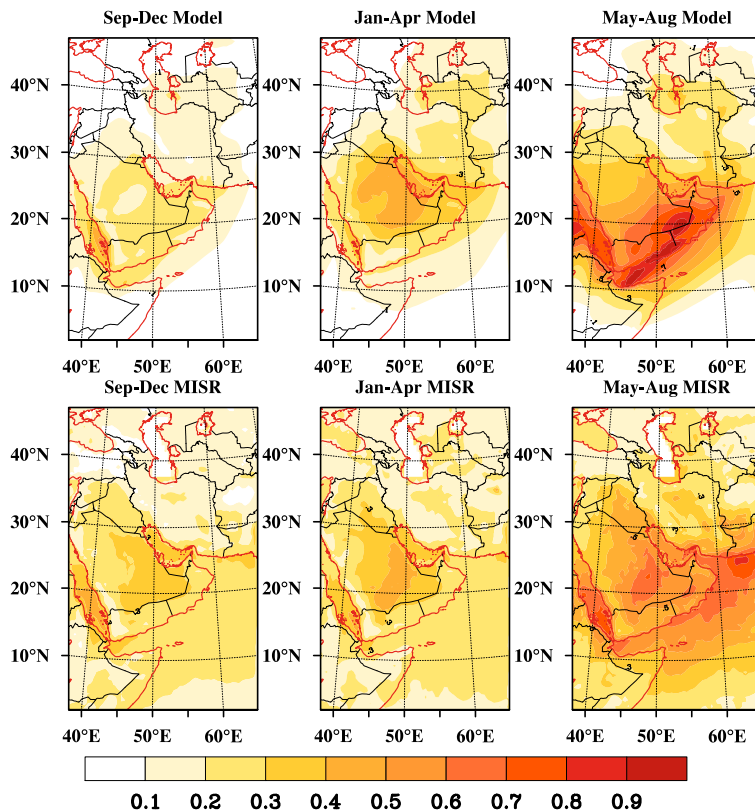 Sep-Dec Model Jan-Apr Model May-Aug Model
40°N 40°N 40°N
30°N 30°N 30°N
20°N 20°N 20°N
10°N 10°N 10°N
40°E 50°E 60°E 40°E 50°E 60°E 40°E 50°E 60°E
Sep-Dec MISR Jan-Apr MISR May-Aug MISR
40°N 40°N 40°N
30°N 30°N 30°N
20°N 20°N 20°N
10°N 10°N 10°N
40°E 50°E 60°E 40°E 50°E 60°E 40°E 50°E 60°E
0.1 0.2 0.3 0.4 0.5 0.6 0.7 0.8 0.9